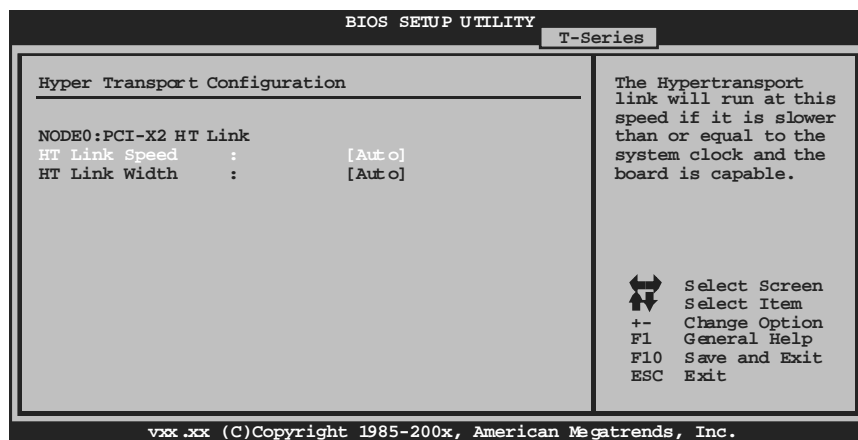 BIOS SETUP UTILITY
T-Series
Hyper Transport Configuration
NODE0:PCI-X2 HT Link
HT Link Speed : [Auto]
HT Link Width : [Auto]
The Hypertransport
link will run at this
speed if it is slower
than or equal to the
system clock and the
board is capable.
Select Screen
Select Item
+- Change Option
F1 General Help
F10 Save and Exit
ESC Exit
vxx.xx (C)Copyright 1985-200x, American Megatrends, Inc.